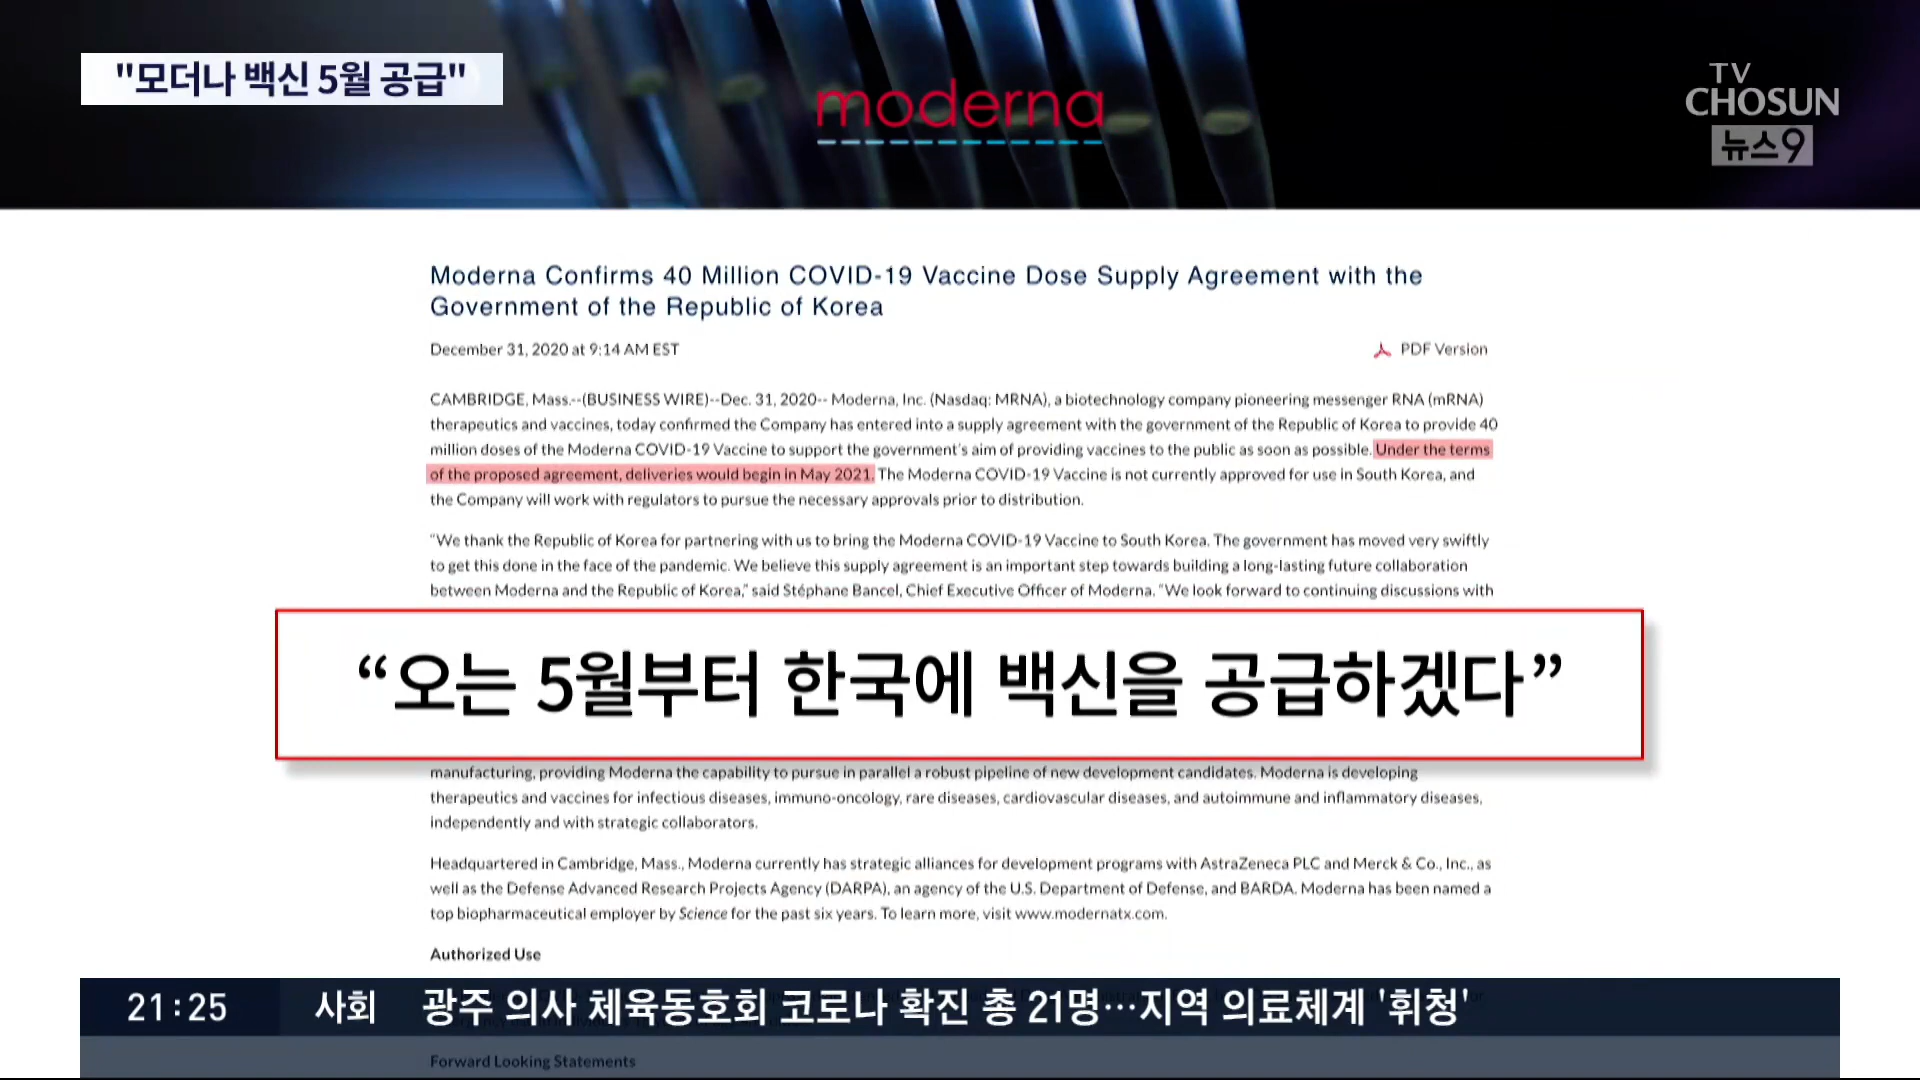 "모더나 백신 5월 공급"
moderna
TV
CHOSUN
뉴스9
Moderna Confirms 40 Million COVID-19 Vaccine Dose Supply Agreement with the
Government of the Republic of Korea
December 31, 2020 at 9:14 AM EST
PDF Version
CAMBRIDGE, Mass.--(BUSINESS WIRE)--Dec. 31, 2020-- Moderna, Inc. (Nasdaq: MRNA), a biotechnology company pioneering messenger RNA (mRNA)
therapeutics and vaccines, today confirmed the Company has entered into a supply agreement with the government of the Republic of Korea to provide 40
million doses of the Moderna COVID-19 Vaccine to support the government's aim of providing vaccines to the public as soon as possible. Under the terms
of the proposed agreement, deliveries would begin in May 2021. The Moderna COVID-19 Vaccine is not currently approved for use in South Korea, and
the Company will work with regulators to pursue the necessary approvals prior to distribution.
"We thank the Republic of Korea for partnering with us to bring the Moderna COVID-19 Vaccine to South Korea. The government has moved very swiftly
to get this done in the face of the pandemic. We believe this supply agreement is an important step towards building a long-lasting future collaboration
between Moderna and the Republic of Korea," said Stéphane Bancel, Chief Executive Officer of Moderna. "We look forward to continuing discussions with
“오는 5월부터 한국에 백신을 공급하겠다”
manufacturing, providing Moderna the capability to pursue in parallel a robust pipeline of new development candidates. Moderna is developing
therapeutics and vaccines for infectious diseases, immuno-oncology, rare diseases, cardiovascular diseases, and autoimmune and inflammatory diseases,
independently and with strategic collaborators.
Headquartered in Cambridge, Mass., Moderna currently has strategic alliances for development programs with AstraZeneca PLC and Merck & Co., Inc., as
well as the Defense Advanced Research Projects Agency (DARPA), an agency of the U.S. Department of Defense, and BARDA. Moderna has been named a
top biopharmaceutical employer by Science for the past six years. To learn more, visit www.modernatx.com.
Authorized Use
21:25 사회 광주 의사 체육동호회 코로나 확진 총 21명…지역 의료체계 '휘청'
Forward Looking Statements